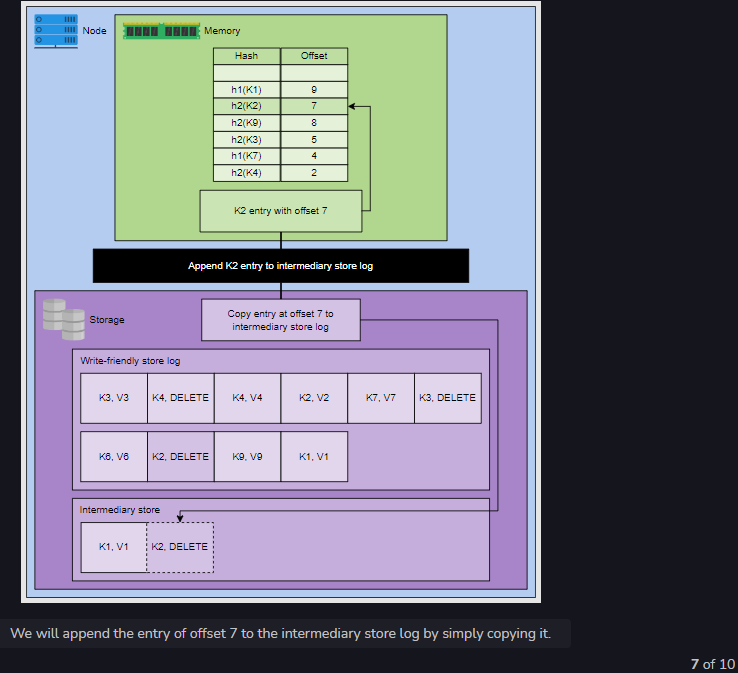 Node
Memory
Hash Offset
h1(K1) 9
h2(K2) 7
h2(K9) 8
h2(K3) 5
h1(K7) 4
h2(K4) 2
K2 entry with offset 7
Append K2 entry to intermediary store log
Storage
Copy entry at offset 7 to
intermediary store log
Write-friendly store log
K3, V3 K4, DELETE K4, V4 K2, V2 K7, V7 K3, DELETE
K6, V6 K2, DELETE K9, V9 K1, V1
Intermediary store
K1, V1 K2, DELETE
We will append the entry of offset 7 to the intermediary store log by simply copying it.
7 of 10